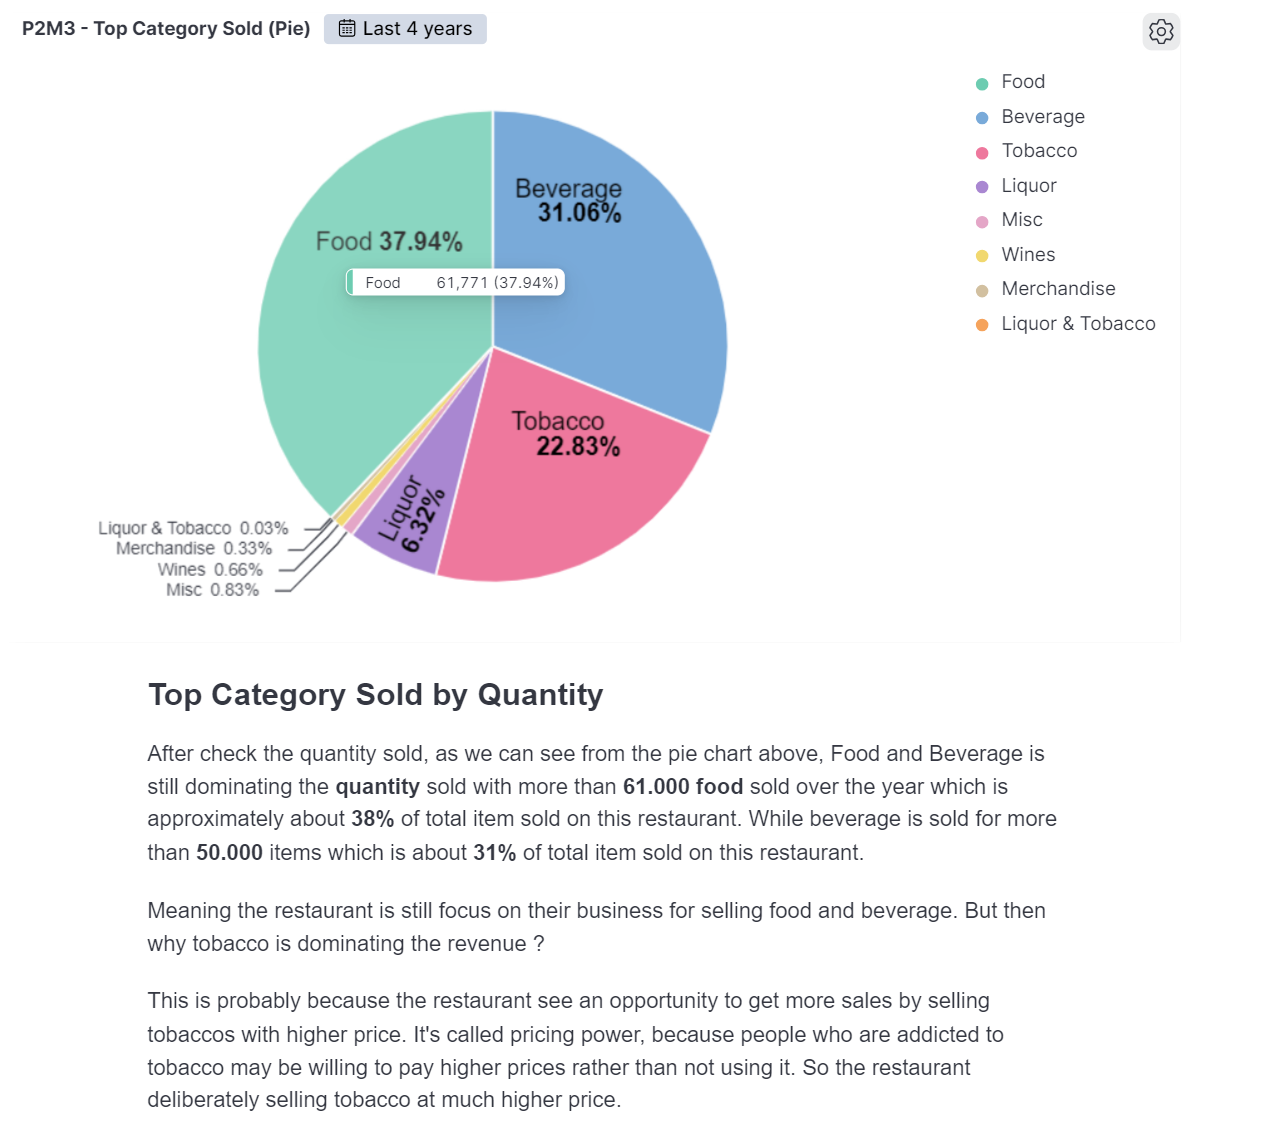 P2M3 - Top Category Sold (Pie)
Last 4 years
Food
Beverage
Tobacco
Liquor
Misc
Wines
Merchandise
Liquor & Tobacco
Beverage
31.06%
Food 37.94%
Food 61,771 (37.94%)
Tobacco
22.83%
Liquor
6.32%
Liquor & Tobacco 0.03%
Merchandise 0.33%
Wines 0.66%
Misc 0.83%
Top Category Sold by Quantity
After check the quantity sold, as we can see from the pie chart above, Food and Beverage is
still dominating the quantity sold with more than 61.000 food sold over the year which is
approximately about 38% of total item sold on this restaurant. While beverage is sold for more
than 50.000 items which is about 31% of total item sold on this restaurant.
Meaning the restaurant is still focus on their business for selling food and beverage. But then
why tobacco is dominating the revenue ?
This is probably because the restaurant see an opportunity to get more sales by selling
tobaccos with higher price. It's called pricing power, because people who are addicted to
tobacco may be willing to pay higher prices rather than not using it. So the restaurant
deliberately selling tobacco at much higher price.